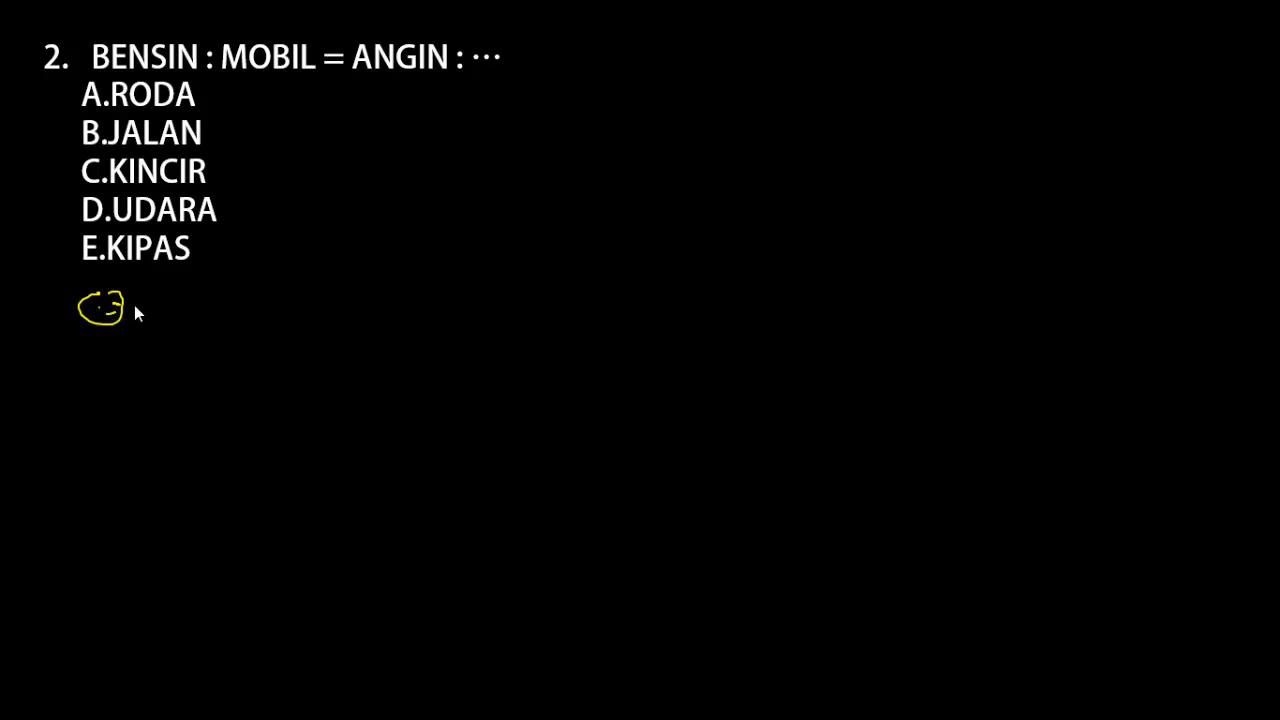 2. BENSIN : MOBIL = ANGIN : ⋯
A.RODA
B.JALAN
C.KINCIR
D.UDARA
E.KIPAS